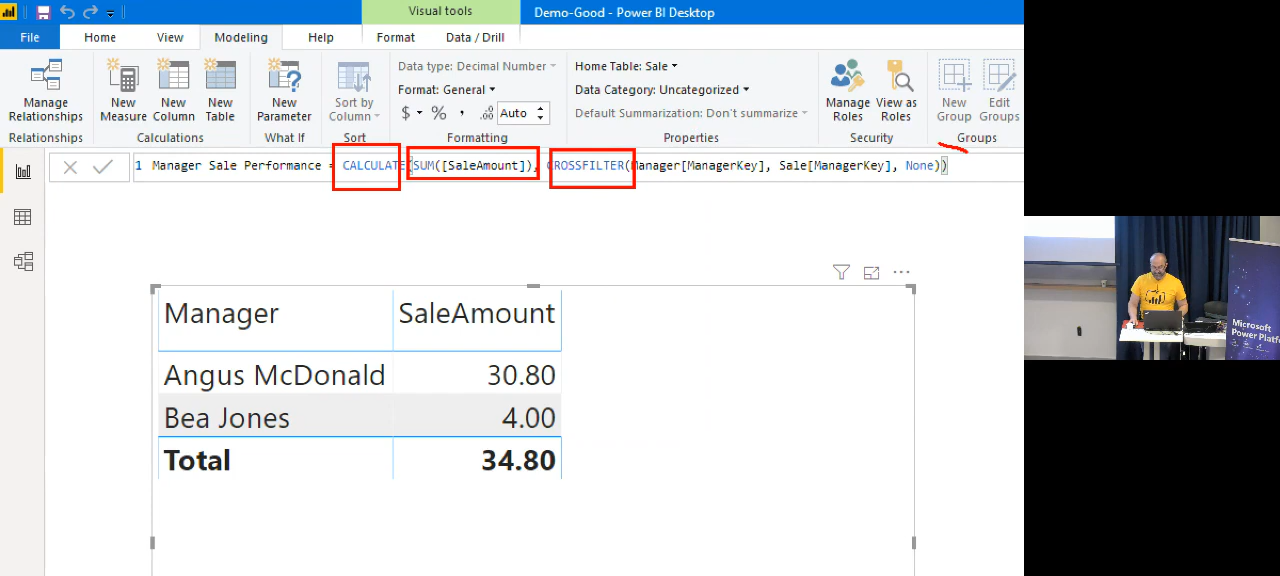 Visual tools
Demo-Good - Power BI Desktop
File Home View Modeling Help Format Data / Drill
Manage Relationships
New Measure
New Column
New Table
New Parameter
Sort by Column
Data type: Decimal Number
Format: General
$ % , .00 Auto
Home Table: Sale
Data Category: Uncategorized
Default Summarization: Don't summarize
Manage Roles
View as Roles
New Group
Edit Groups
Relationships Calculations What If Sort Formatting Properties Security Groups
1 Manager Sale Performance = CALCULATE(SUM([SaleAmount]), CROSSFILTER(Manager[ManagerKey], Sale[ManagerKey], None))
Manager SaleAmount
Angus McDonald 30.80
Bea Jones 4.00
Total 34.80
Microsoft
Power Platfo